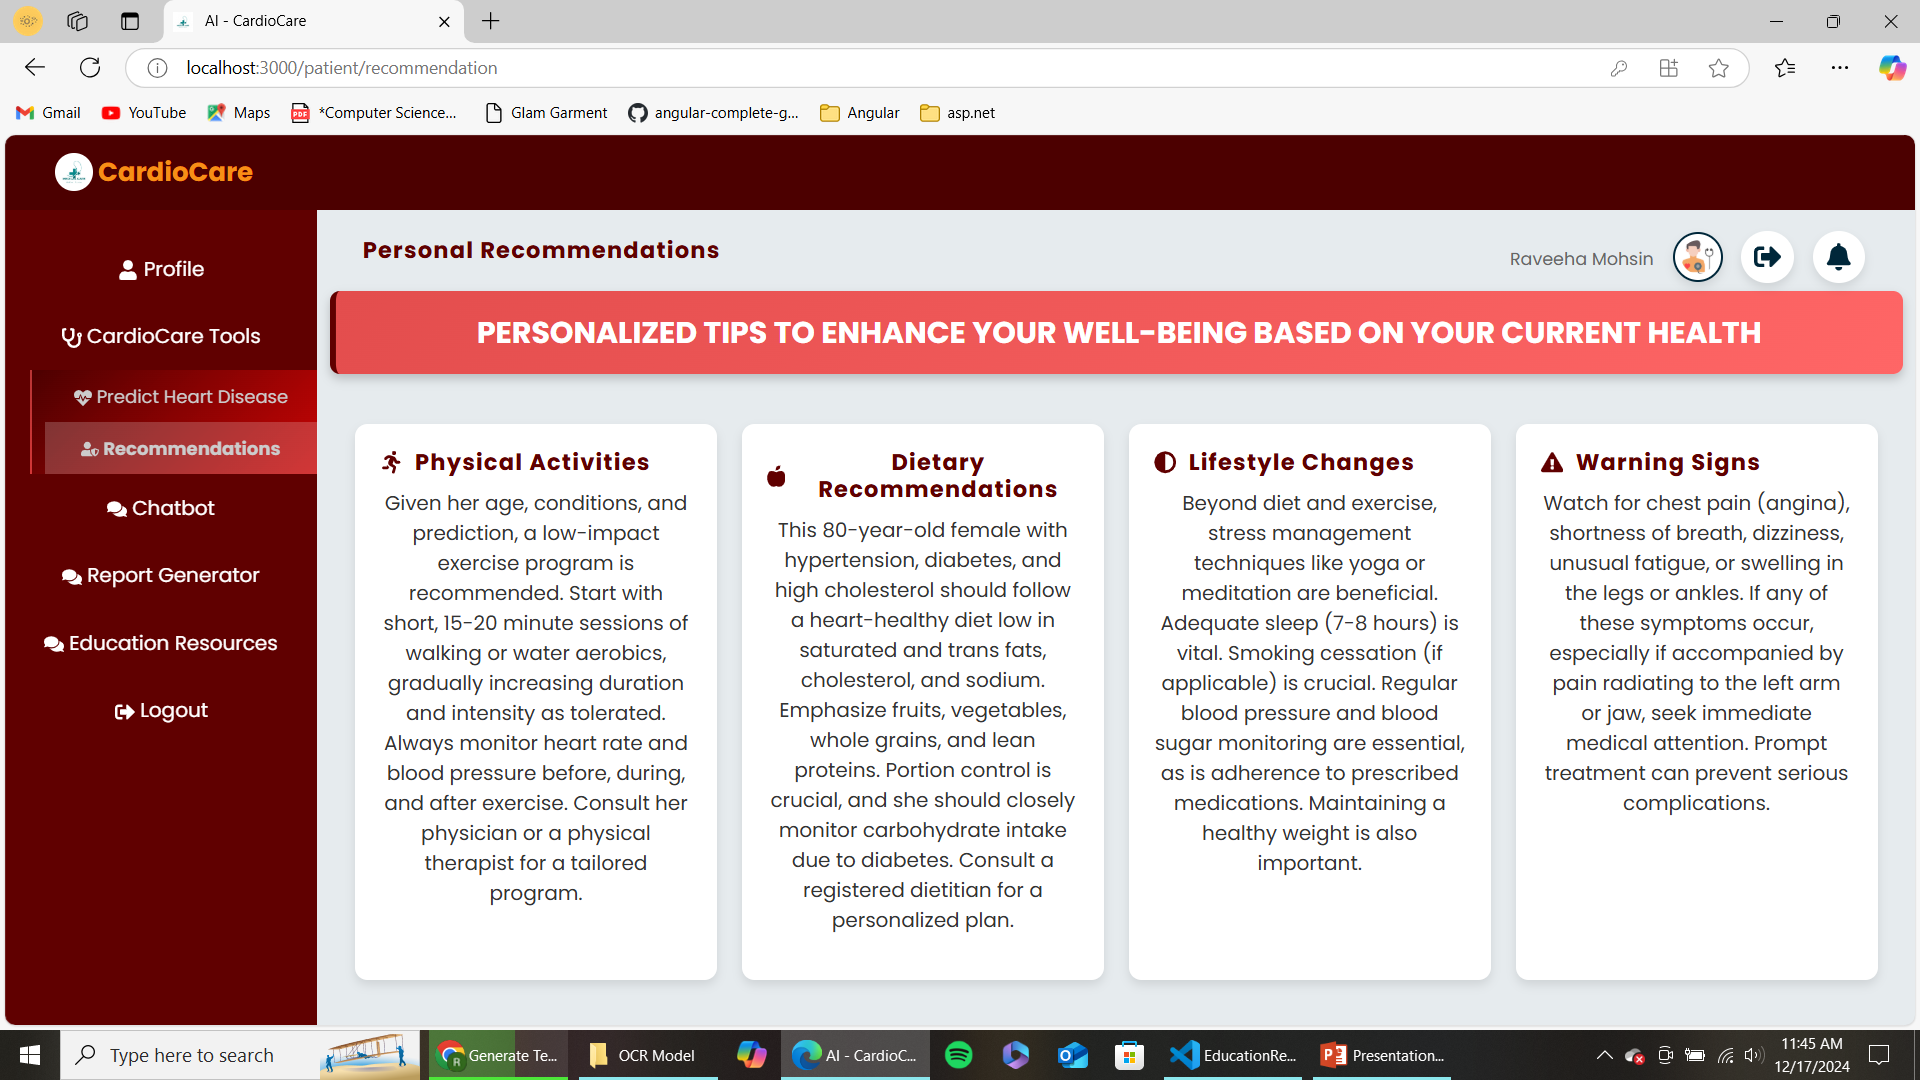 AI - CardioCare
localhost:3000/patient/recommendation
Gmail YouTube Maps *Computer Science... Glam Garment angular-complete-g... Angular asp.net
CardioCare
Profile
CardioCare Tools
Predict Heart Disease
Recommendations
Chatbot
Report Generator
Education Resources
Logout
Personal Recommendations
Raveeha Mohsin
PERSONALIZED TIPS TO ENHANCE YOUR WELL-BEING BASED ON YOUR CURRENT HEALTH
Physical Activities
Given her age, conditions, and
prediction, a low-impact
exercise program is
recommended. Start with
short, 15-20 minute sessions of
walking or water aerobics,
gradually increasing duration
and intensity as tolerated.
Always monitor heart rate and
blood pressure before, during,
and after exercise. Consult her
physician or a physical
therapist for a tailored
program.
Dietary
Recommendations
This 80-year-old female with
hypertension, diabetes, and
high cholesterol should follow
a heart-healthy diet low in
saturated and trans fats,
cholesterol, and sodium.
Emphasize fruits, vegetables,
whole grains, and lean
proteins. Portion control is
crucial, and she should closely
monitor carbohydrate intake
due to diabetes. Consult a
registered dietitian for a
personalized plan.
Lifestyle Changes
Beyond diet and exercise,
stress management
techniques like yoga or
meditation are beneficial.
Adequate sleep (7-8 hours) is
vital. Smoking cessation (if
applicable) is crucial. Regular
blood pressure and blood
sugar monitoring are essential,
as is adherence to prescribed
medications. Maintaining a
healthy weight is also
important.
Warning Signs
Watch for chest pain (angina),
shortness of breath, dizziness,
unusual fatigue, or swelling in
the legs or ankles. If any of
these symptoms occur,
especially if accompanied by
pain radiating to the left arm
or jaw, seek immediate
medical attention. Prompt
treatment can prevent serious
complications.
Type here to search
Generate Te... OCR Model AI - CardioC... EducationRe... Presentation...
11:45 AM
12/17/2024